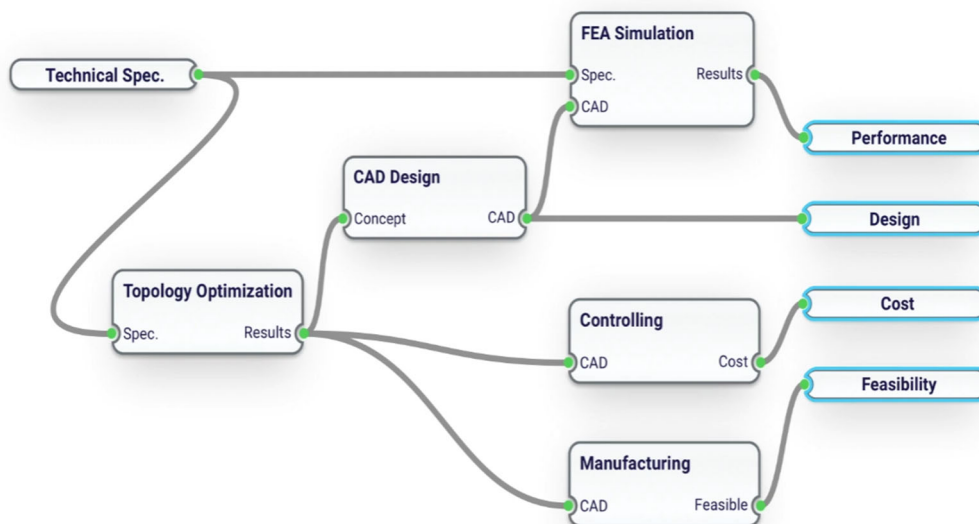 FEA Simulation
Technical Spec.
Spec.
Results
CAD
Performance
CAD Design
Concept
CAD
Design
Topology Optimization
Spec.
Results
Controlling
CAD
Cost
Cost
Feasibility
Manufacturing
CAD
Feasible